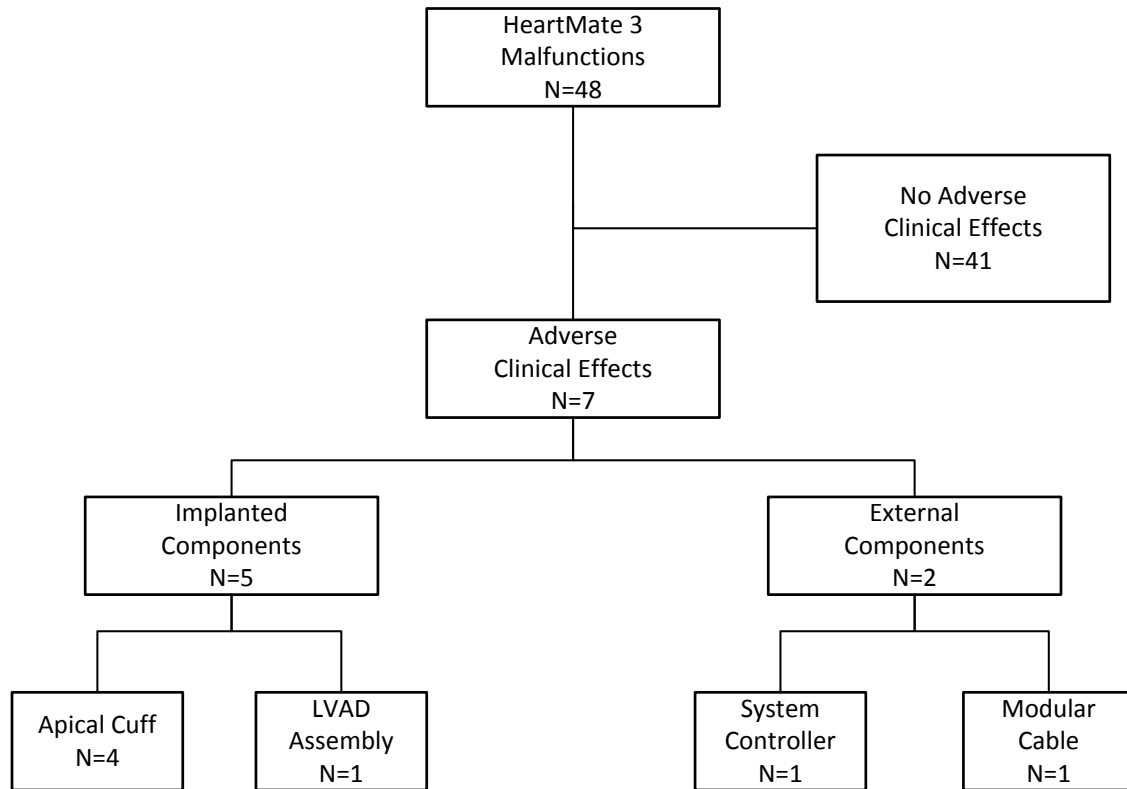 HeartMate 3
Malfunctions
N=48
No Adverse
Clinical Effects
N=41
Adverse
Clinical Effects
N=7
Implanted
Components
N=5
External
Components
N=2
Apical Cuff
N=4
LVAD
Assembly
N=1
System
Controller
N=1
Modular
Cable
N=1